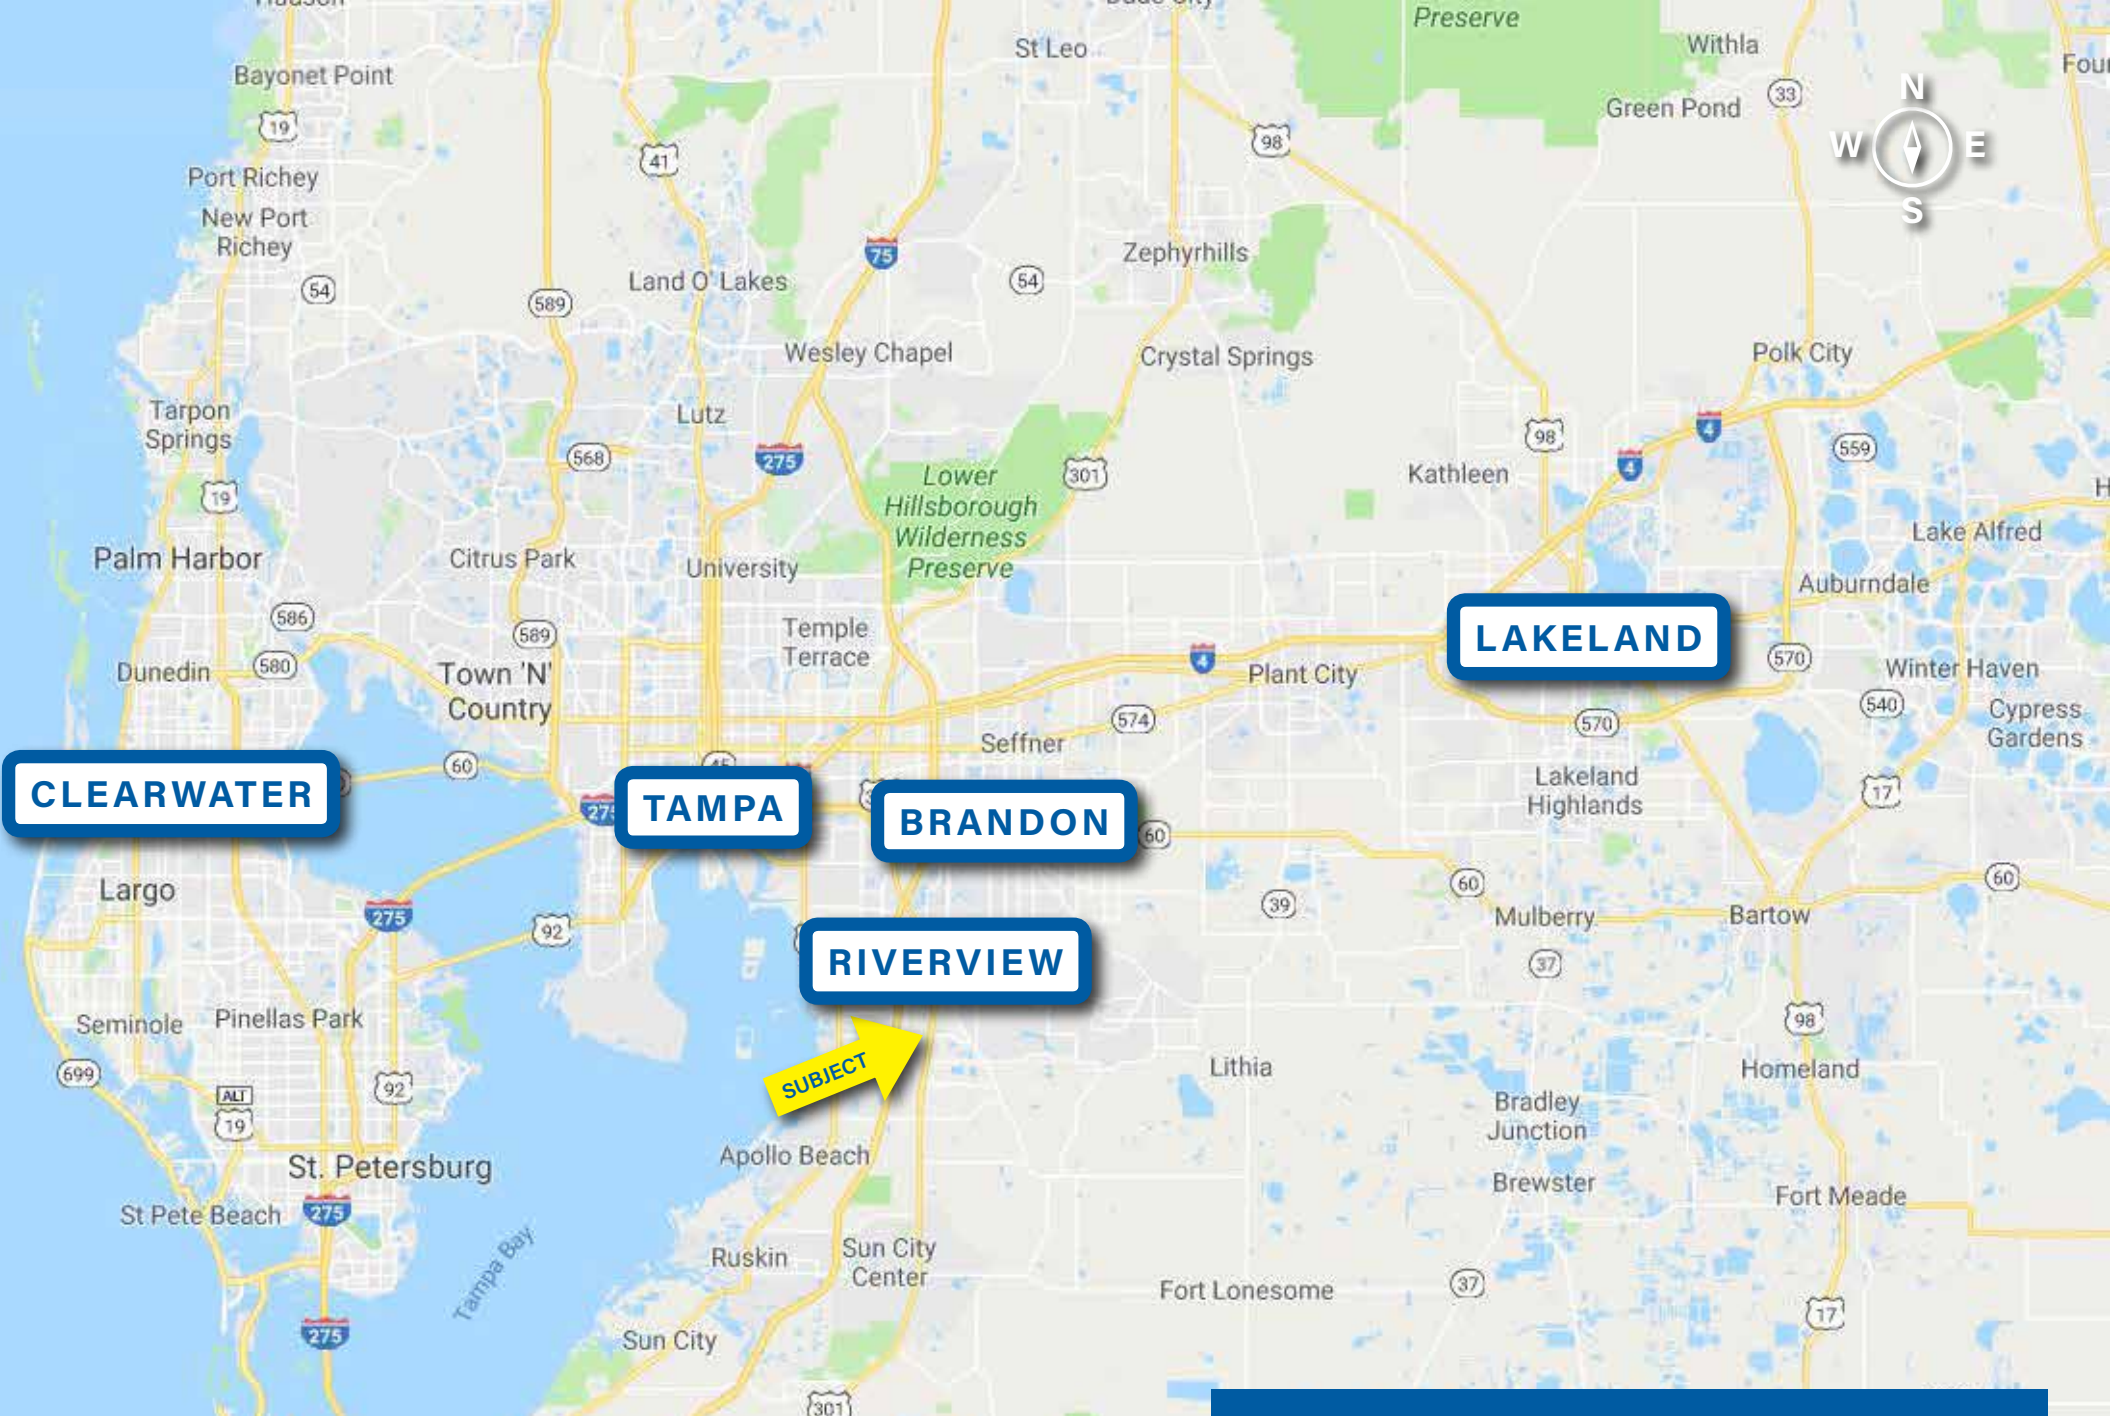 Preserve
St Leo
Withla
Bayonet Point
N
33
Green Pond
19
98
W
E
41
Port Richey
S
New Port
Richey
75
Zephyrhills
54
Land O' Lakes
54
589
Wesley Chapel
Crystal Springs
Polk City
Tarpon
Springs
Lutz
4
98
559
568
275
4
Lower
Hillsborough
Wilderness
Preserve
301
Kathleen
19
Lake Alfred
Palm Harbor
Citrus Park
University
Auburndale
586
589
Temple
Terrace
LAKELAND
Dunedin
580
Town 'N'
Country
4
Plant City
570
Winter Haven
540
574
570
Cypress
Gardens
Seffner
60
CLEARWATER
275
TAMPA
BRANDON
60
Lakeland
Highlands
17
Largo
275
60
60
39
92
Mulberry
Bartow
RIVERVIEW
37
Seminole
Pinellas Park
98
699
SUBJECT
Lithia
Homeland
92
ALT
19
Bradley
Junction
Apollo Beach
St. Petersburg
Brewster
Fort Meade
St Pete Beach
275
Tampa Bay
Ruskin
Sun City
Center
Fort Lonesome
37
17
275
Sun City
301